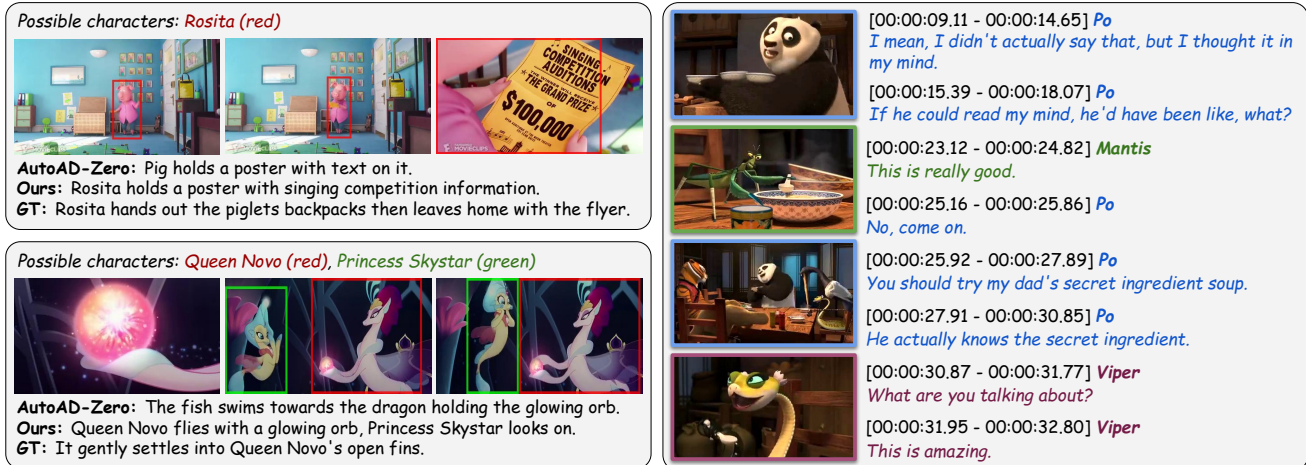 Possible characters: Rosita (red)
SINGING
COMPETITION
AUDITIONS
THE WINNER WILL RECEIVE
THE GRAND PRIZE
OF
$100,000
MOVIECLIPS
MOVIECLIPS
MOVIECLIPS
AutoAD-Zero: Pig holds a poster with text on it.
Ours: Rosita holds a poster with singing competition information.
GT: Rosita hands out the piglets backpacks then leaves home with the flyer.
Possible characters: Queen Novo (red), Princess Skystar (green)
AutoAD-Zero: The fish swims towards the dragon holding the glowing orb.
Ours: Queen Novo flies with a glowing orb, Princess Skystar looks on.
GT: It gently settles into Queen Novo's open fins.
[00:00:09.11 - 00:00:14.65] Po
I mean, I didn't actually say that, but I thought it in
my mind.
[00:00:15.39 - 00:00:18.07] Po
If he could read my mind, he'd have been like, what?
[00:00:23.12 - 00:00:24.82] Mantis
This is really good.
[00:00:25.16 - 00:00:25.86] Po
No, come on.
[00:00:25.92 - 00:00:27.89] Po
You should try my dad's secret ingredient soup.
[00:00:27.91 - 00:00:30.85] Po
He actually knows the secret ingredient.
[00:00:30.87 - 00:00:31.77] Viper
What are you talking about?
[00:00:31.95 - 00:00:32.80] Viper
This is amazing.